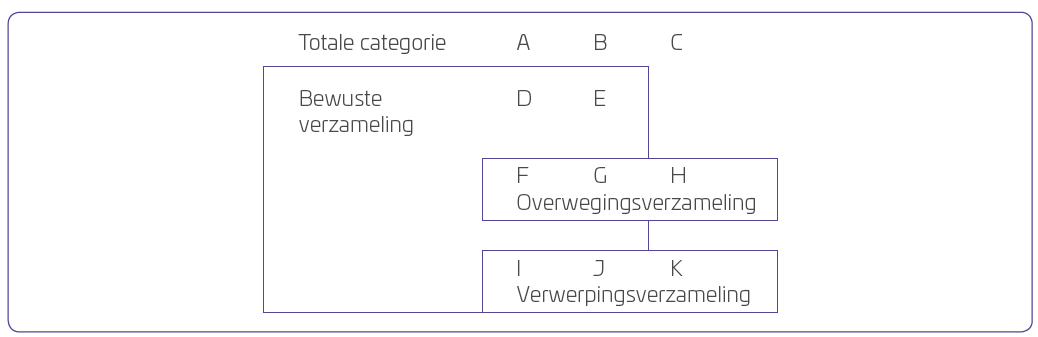 Totale categorie A B C
Bewuste D E
verzameling
F G H
Overwegingsverzameling
I J K
Verwerpingsverzameling